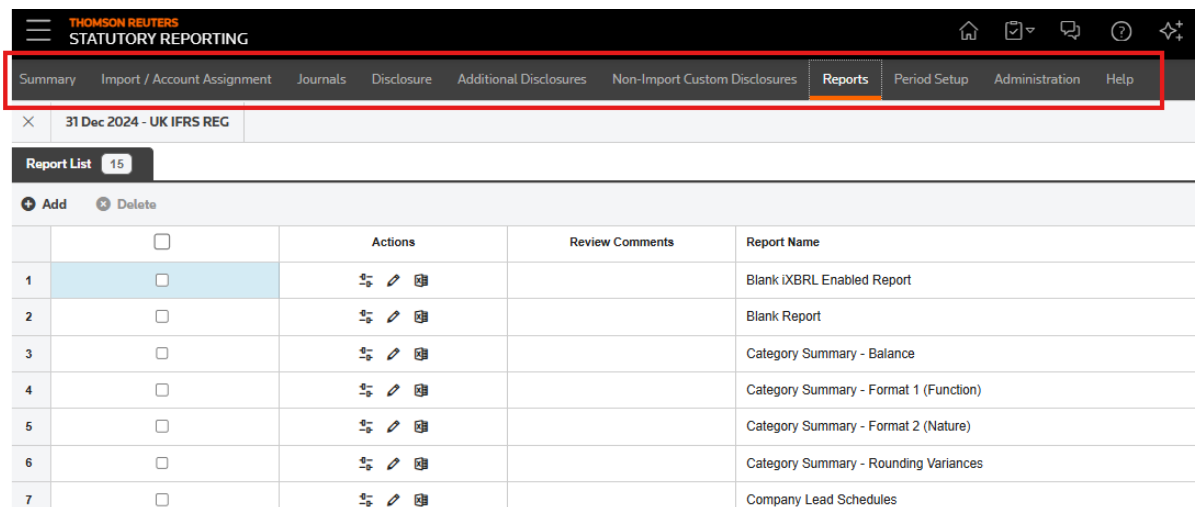 THOMSON REUTERS
STATUTORY REPORTING
Summary Import / Account Assignment Journals Disclosure Additional Disclosures Non-Import Custom Disclosures Reports Period Setup Administration Help
31 Dec 2024 - UK IFRS REG
Report List 15
Add Delete
Actions Review Comments Report Name
1 Blank iXBRL Enabled Report
2 Blank Report
3 Category Summary - Balance
4 Category Summary - Format 1 (Function)
5 Category Summary - Format 2 (Nature)
6 Category Summary - Rounding Variances
7 Company Lead Schedules